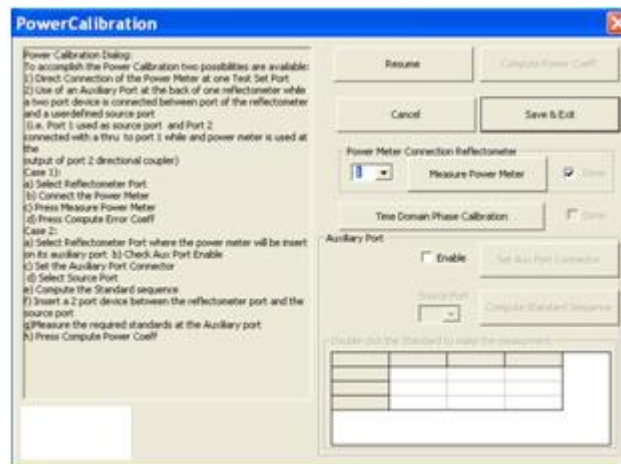 PowerCalibration
Power Calibration Dialog:
To accomplish the Power Calibration two possibilities are available:
1) Direct Connection of the Power Meter at one Test Set Port
2) Use of an Auxiliary Port at the back of one reflectometer while
a two port device is connected between port of the reflectometer
and a userdefined source port
(i.e. Port 1 used as source port and Port 2
connected with a thru to port 1 while and power meter is used at
the
output of port 2 directional coupler)
Case 1):
a) Select Reflectometer Port
b) Connect the Power Meter
c) Press Measure Power Meter
d) Press Compute Error Coeff
Case 2:
a) Select Reflectometer Port where the power meter will be insert
on its auxiliary port b) Check Aux Port Enable
c) Set the Auxiliary Port Connector
d) Select Source Port
e) Compute the Standard sequence
f) Insert a 2 port device between the reflectometer port and the
source port
g)Measure the required standards at the Auxiliary port
h) Press Compute Power Coeff
Resume
Compute Power Coeff
Cancel
Save & Exit
Power Meter Connection Reflectometer
Measure Power Meter
Done
Time Domain Phase Calibration
Done
Auxiliary Port
Enable
Set Aux Port Connector
Source Port
Compute Standard Sequence
Double click the Standard to make the measurement